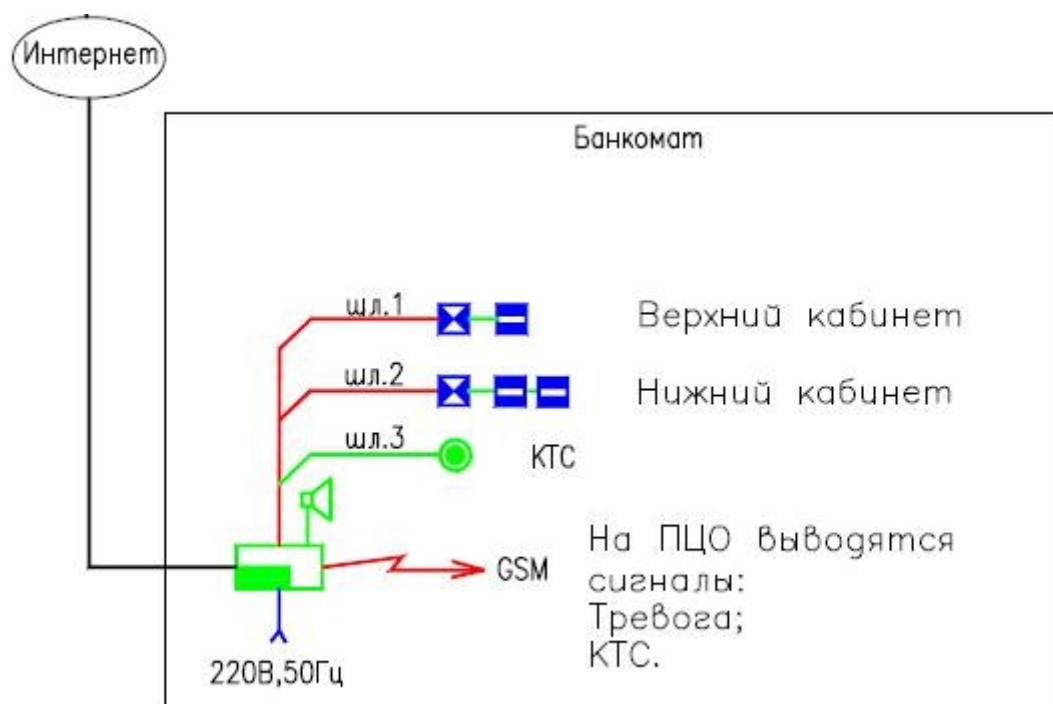 Интернет
Банкомат
шл.1
Верхний кабинет
шл.2
Нижний кабинет
шл.3
КТС
На ПЦО выводятся
сигналы:
Тревога;
КТС.
GSM
220В,50Гц